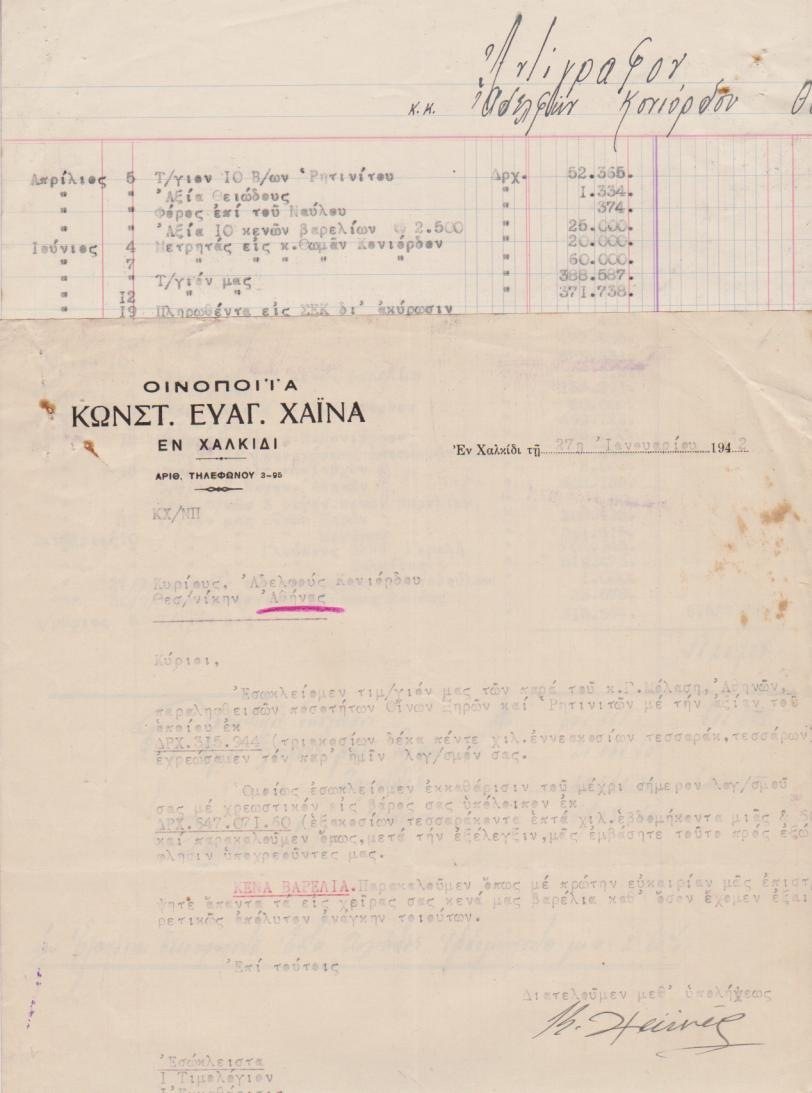 Ἀντίγραφον
κ.κ. Ἀδελφῶν Κονιόρδου
Απρίλιος 5 Τ/γιον ΙΟ Β/ων Ῥητινίτου Δρχ. 52.365.
" " Ἀξία Θειώδους " 1.334.
" " Φόρος ἐπί τοῦ Ναύλου " 374.
" " Ἀξία ΙΟ κενῶν βαρελίων @ 2.500 " 25.000.
Ἰούνιος 4 Μετρητάς εἰς κ.Θωμᾶν Κονιόρδον " 20.000.
" 7 " " " " " " 60.000.
" " Τ/γιόν μας " 388.587.
" 12 " " " 371.738.
" 19 Πληρωθέντα εἰς ΣΕΚ δι' ἀκύρωσιν
ΟΙΝΟΠΟΙΪΑ
ΚΩΝΣΤ. ΕΥΑΓ. ΧΑΪΝΑ
ΕΝ ΧΑΛΚΙΔΙ
ΑΡΙΘ. ΤΗΛΕΦΩΝΟΥ 3-95
Ἐν Χαλκίδι τῇ 27η Ἰανουαρίου 1942
ΚΧ/ΝΠ
Κυρίους, Ἀδελφούς Κονιόρδου
Θεσ/νίκην Ἀθήνας
Κύριοι,
Ἐσωκλείομεν τιμ/γιόν μας τῶν παρά τοῦ κ.Γ.Μόλαση, Ἀθηνῶν,
παραληφθεισῶν ποσοτήτων Οἴνων Ξηρῶν καί Ῥητινιτῶν μέ τήν ἀξίαν τοῦ
ὁποίου ἐκ
ΔΡΧ.315.944 (τριακοσίων δέκα πέντε χιλ.ἐννεακοσίων τεσσαράκ,τεσσάρων)
ἐχρεώσαμεν τόν παρ' ἡμῖν λογ/σμόν σας.
Ὁμοίως ἐσωκλείομεν ἐκκαθάρισιν τοῦ μέχρι σήμερον λογ/σμοῦ
σας μέ χρεωστικόν εἰς βάρος σας ὑπόλοιπον ἐκ
ΔΡΧ.647.071.50 (ἑξακοσίων τεσσαράκοντα ἑπτά χιλ.ἑβδομήκοντα μιᾶς & 50
καί παρακαλοῦμεν ὅπως,μετά τήν ἐξέλεγξιν,μᾶς ἐμβάσητε τοῦτο πρός ἐξώ
φλησιν ὑποχρεοῦντες μας.
ΚΕΝΑ ΒΑΡΕΛΙΑ.Παρακαλοῦμεν ὅπως μέ πρώτην εὐκαιρίαν μᾶς ἐπιστ
ψητε ἅπαντα τά εἰς χεῖρας σας κενά μας βαρέλια καθ' ὅσον ἔχομεν ἐξαι
ρετικῶς ἀπόλυτον ἀνάγκην τοιούτων.
Ἐπί τούτοις
Διατελοῦμεν μεθ' ὑπολήψεως
Ἐσώκλειστα
Ι Τιμολόγιον